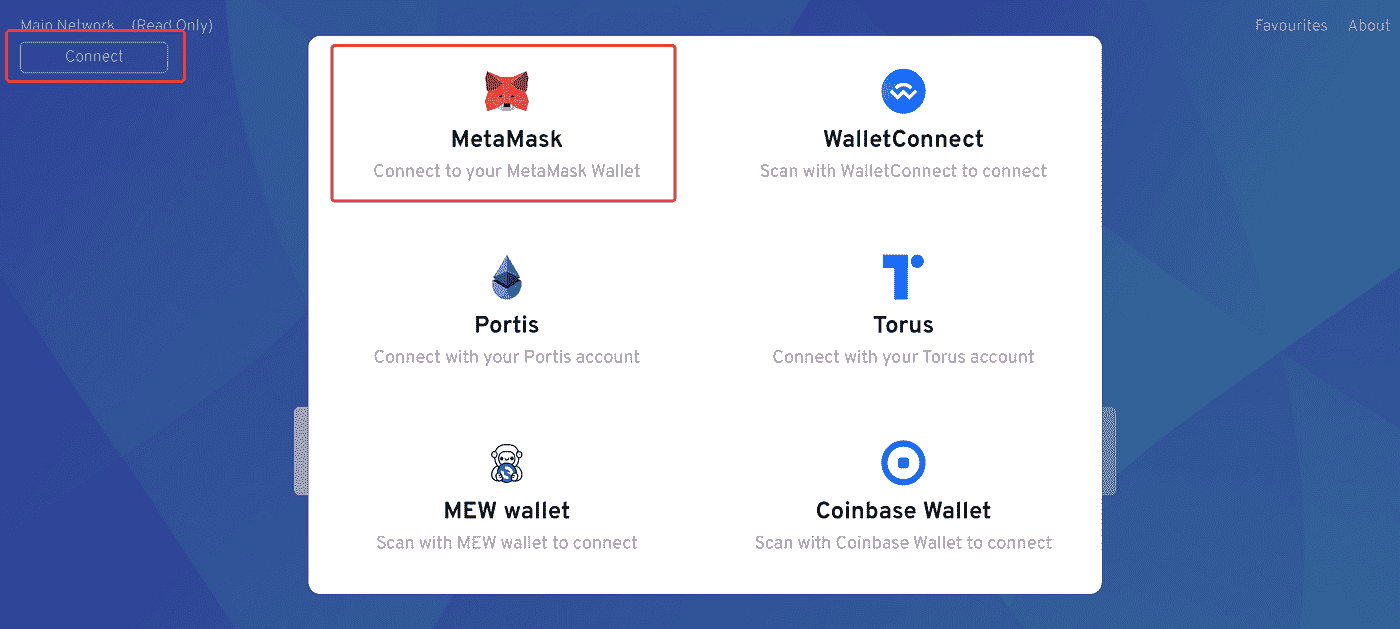 Main Network (Read Only)
Favourites About
Connect
MetaMask
Connect to your MetaMask Wallet
WalletConnect
Scan with WalletConnect to connect
Portis
Connect with your Portis account
Torus
Connect with your Torus account
MEW wallet
Scan with MEW wallet to connect
Coinbase Wallet
Scan with Coinbase Wallet to connect